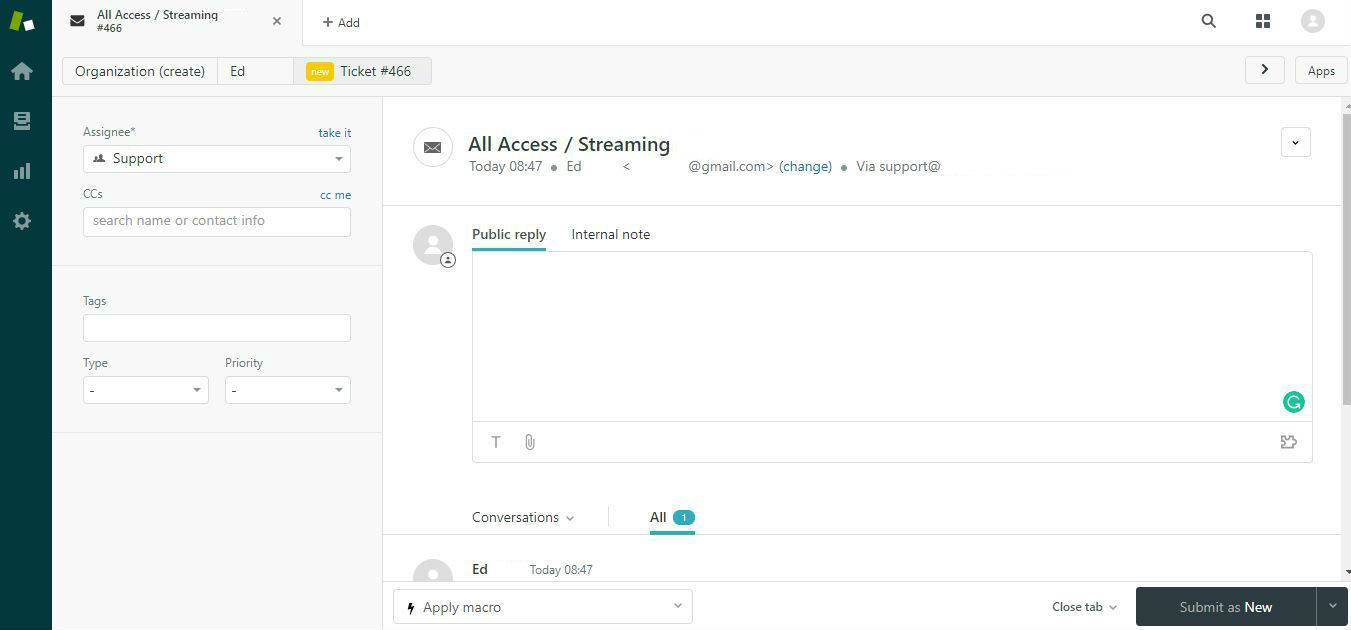 All Access / Streaming
#466
+ Add
Organization (create)
Ed
new Ticket #466
Apps
Assignee*
take it
Support
CCs
cc me
search name or contact info
Tags
Type
Priority
-
-
All Access / Streaming
Today 08:47 • Ed < @gmail.com> (change) • Via support@
Public reply
Internal note
Conversations
All 1
Ed Today 08:47
Apply macro
Close tab
Submit as New